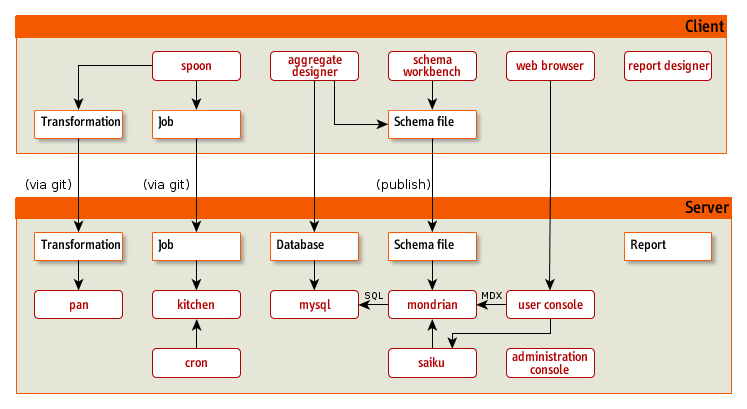 Client
spoon
aggregate
designer
schema
workbench
web browser
report designer
Transformation
Job
Schema file
(via git)
(via git)
(publish)
Server
Transformation
Job
Database
Schema file
Report
pan
kitchen
mysql
SQL
mondrian
MDX
user console
cron
saiku
administration
console